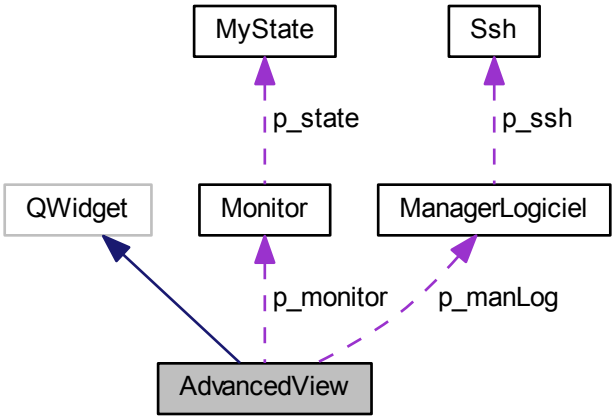 MyState
Ssh
p_state
p_ssh
QWidget
Monitor
ManagerLogiciel
p_monitor
p_manLog
AdvancedView